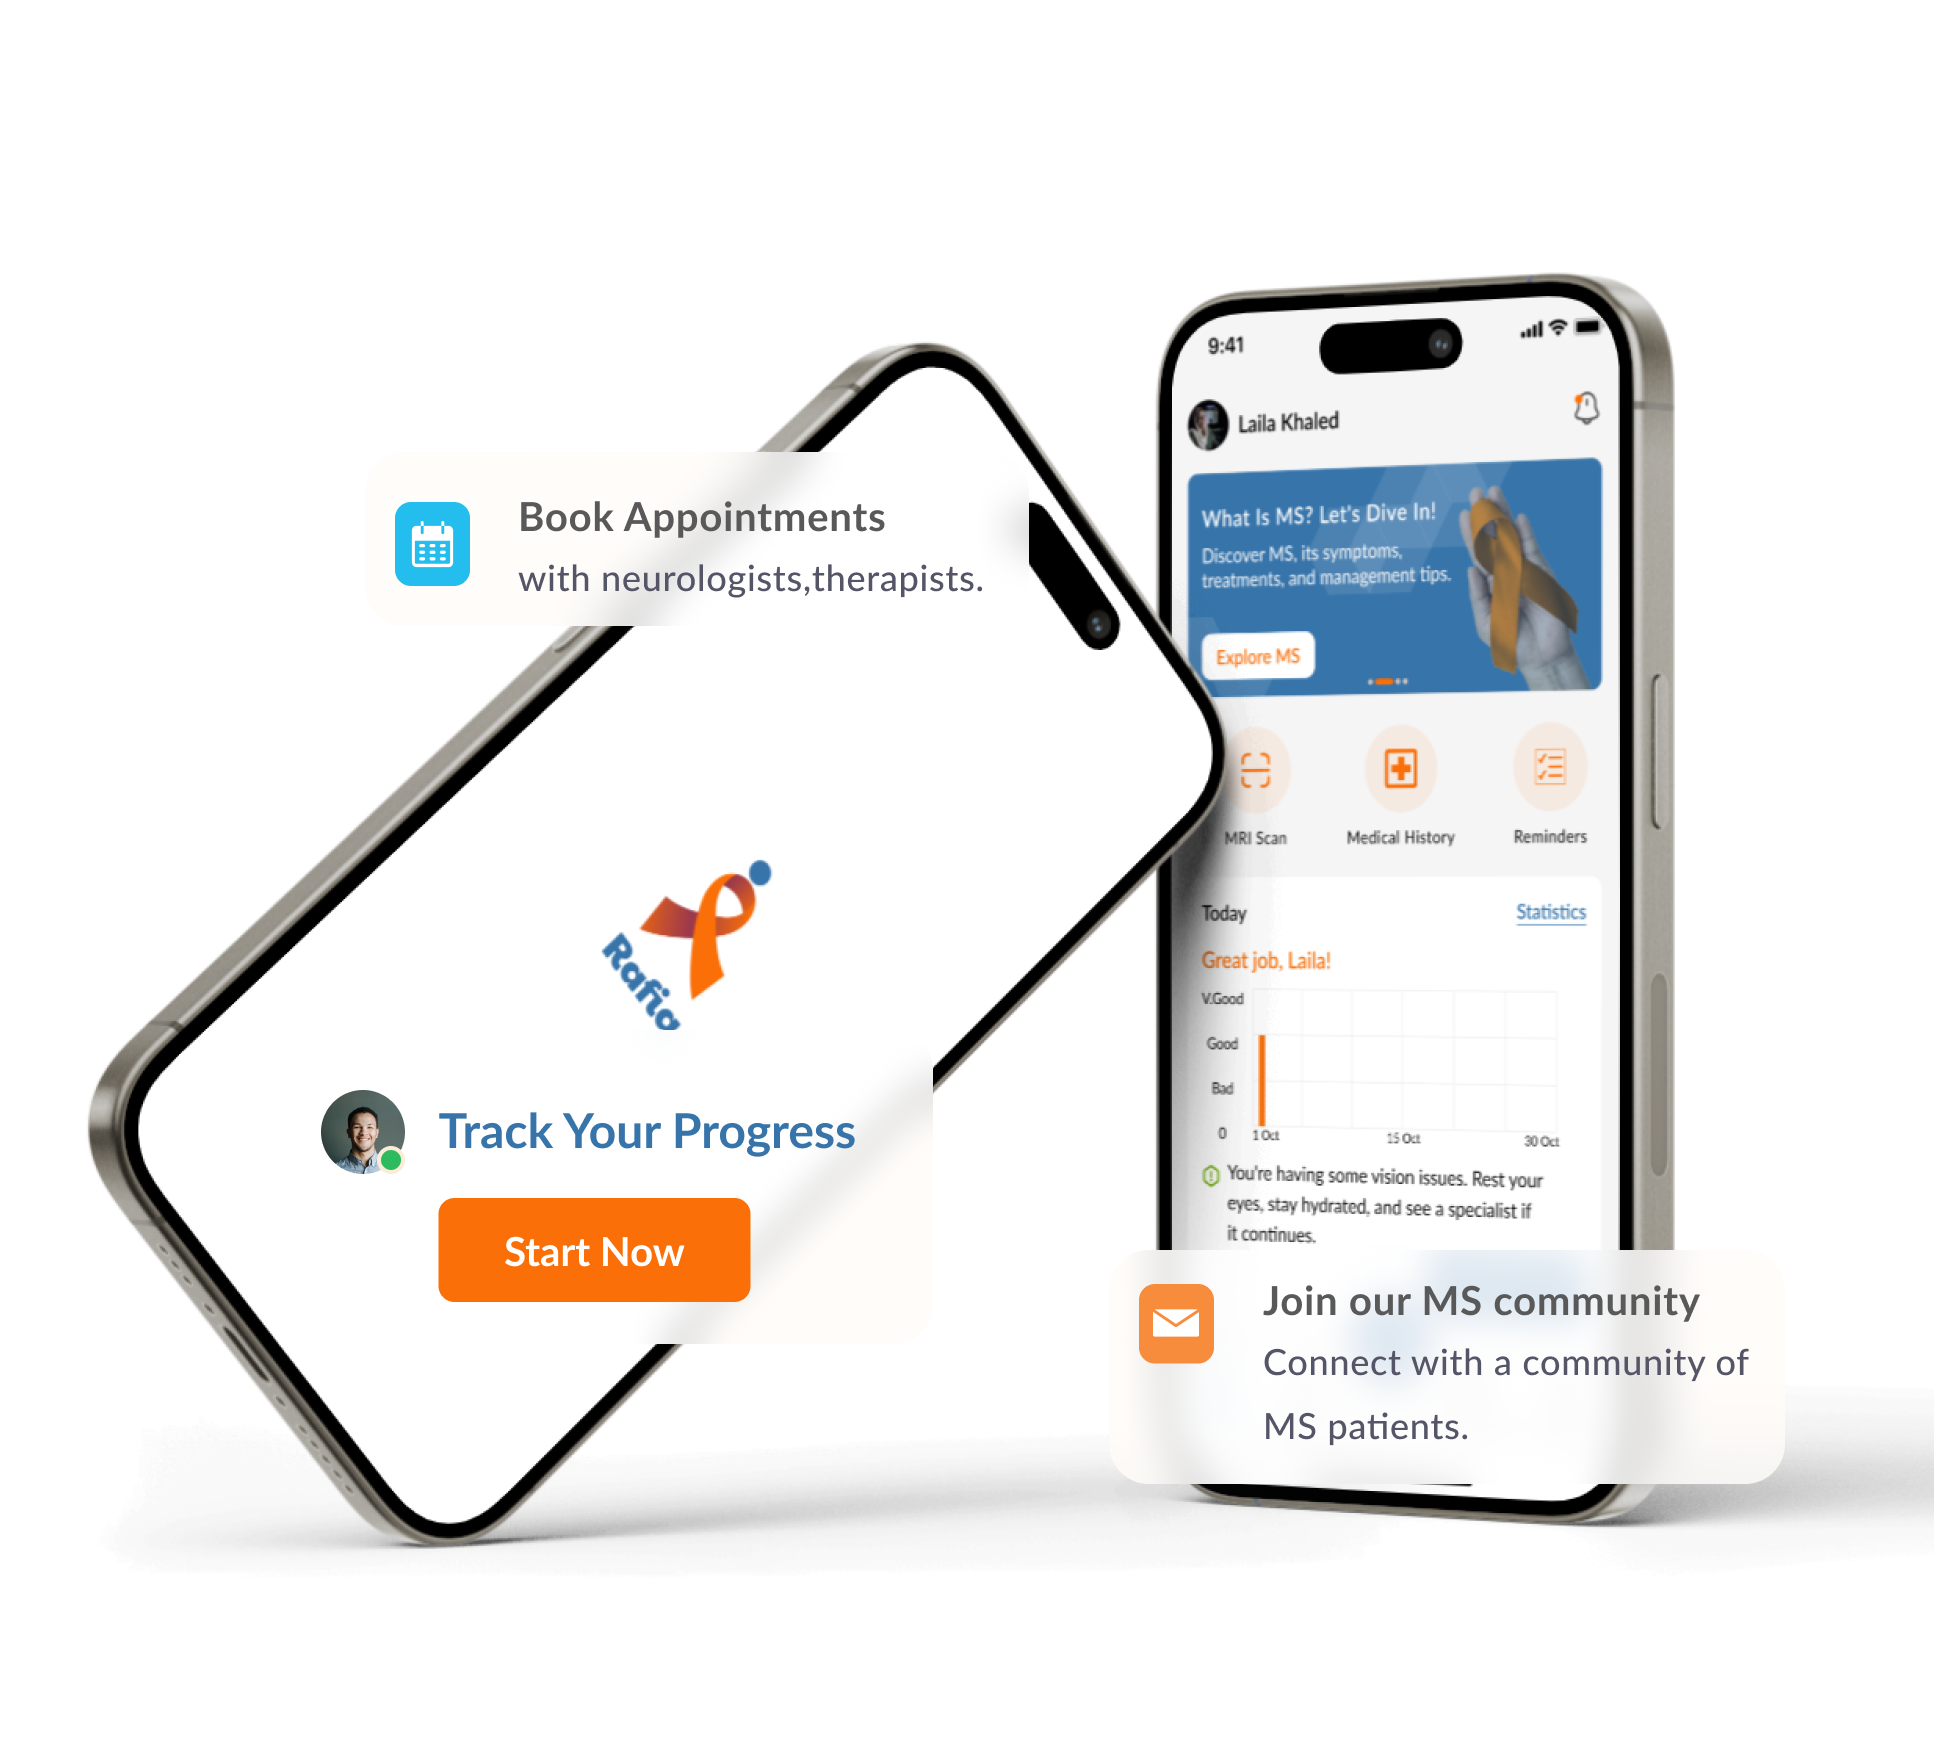 Book Appointments
with neurologists,therapists.
Rafiq
Track Your Progress
Start Now
9:41
Laila Khaled
What Is MS? Let's Dive In!
Discover MS, its symptoms,
treatments, and management tips.
Explore MS
MRI Scan
Medical History
Reminders
Today
Statistics
Great job, Laila!
V.Good
Good
Bad
0
1 Oct
15 Oct
30 Oct
You're having some vision issues. Rest your
eyes, stay hydrated, and see a specialist if
it continues.
Join our MS community
Connect with a community of
MS patients.